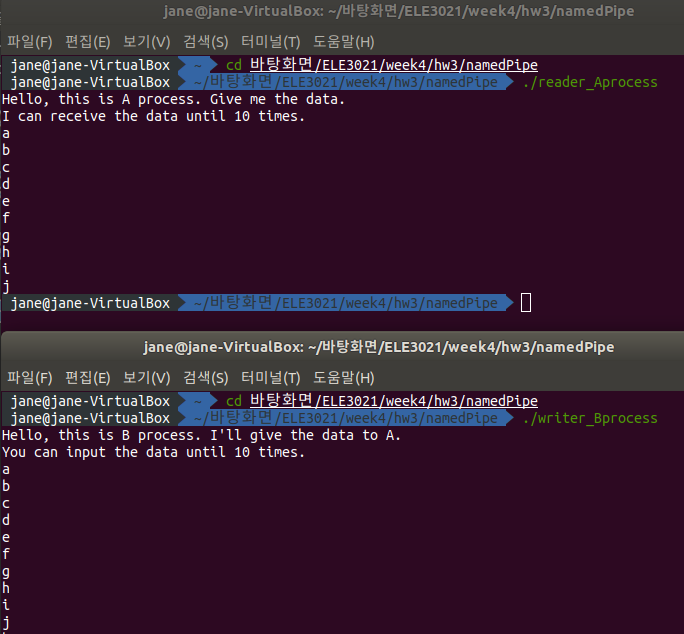 jane@jane-VirtualBox: ~/바탕화면/ELE3021/week4/hw3/namedPipe
파일(F) 편집(E) 보기(V) 검색(S) 터미널(T) 도움말(H)
jane@jane-VirtualBox ~ cd 바탕화면/ELE3021/week4/hw3/namedPipe
jane@jane-VirtualBox ~/바탕화면/ELE3021/week4/hw3/namedPipe ./reader_Aprocess
Hello, this is A process. Give me the data.
I can receive the data until 10 times.
a
b
c
d
e
f
g
h
i
j
jane@jane-VirtualBox ~/바탕화면/ELE3021/week4/hw3/namedPipe
jane@jane-VirtualBox: ~/바탕화면/ELE3021/week4/hw3/namedPipe
파일(F) 편집(E) 보기(V) 검색(S) 터미널(T) 도움말(H)
jane@jane-VirtualBox ~ cd 바탕화면/ELE3021/week4/hw3/namedPipe
jane@jane-VirtualBox ~/바탕화면/ELE3021/week4/hw3/namedPipe ./writer_Bprocess
Hello, this is B process. I'll give the data to A.
You can input the data until 10 times.
a
b
c
d
e
f
g
h
i
j